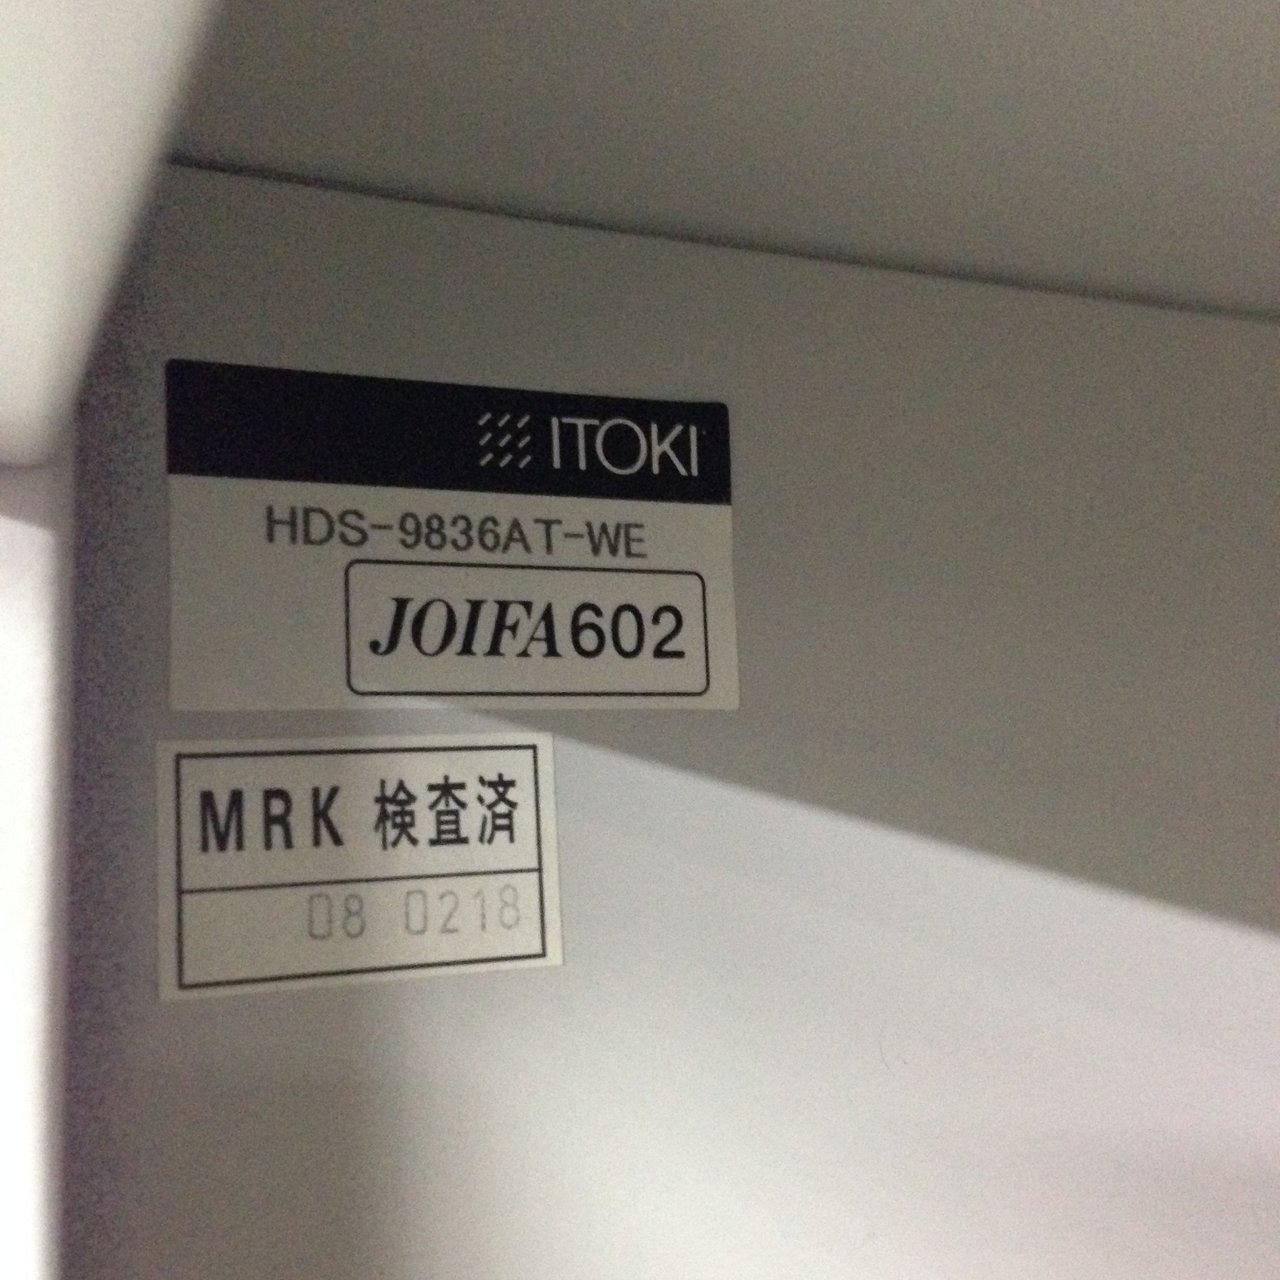 ITOKI
HDS-9836AT-WE
JOIFA602
MRK 検査済
08 0218